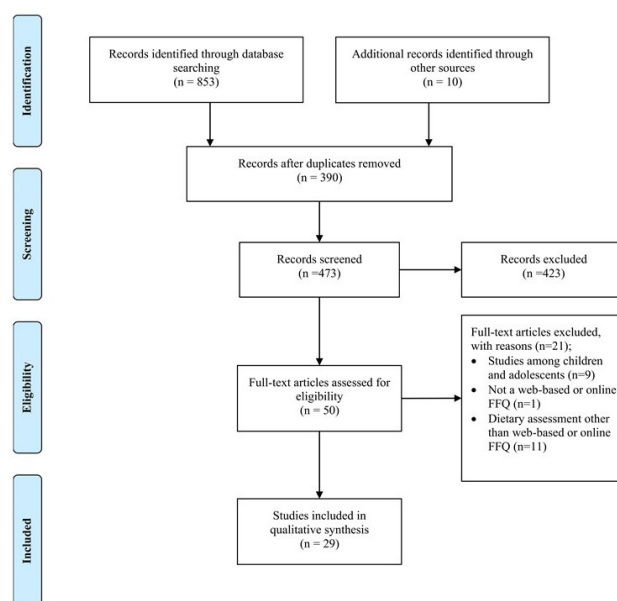 Identification
Records identified through database
searching
(n = 853)
Additional records identified through
other sources
(n = 10)
Records after duplicates removed
(n = 390)
Screening
Records screened
(n =473)
Records excluded
(n =423)
Eligibility
Full-text articles assessed for
eligibility
(n = 50)
Full-text articles excluded,
with reasons (n=21);
• Studies among children
and adolescents (n=9)
• Not a web-based or online
FFQ (n=1)
• Dietary assessment other
than web-based or online
FFQ (n=11)
Included
Studies included in
qualitative synthesis
(n = 29)